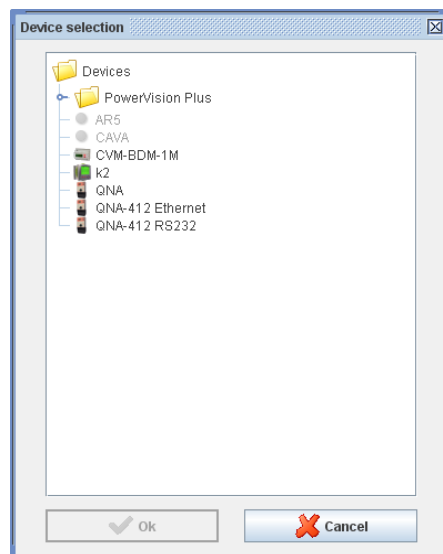 Device selection
Devices
PowerVision Plus
AR5
CAVA
CVM-BDM-1M
k2
QNA
QNA-412 Ethernet
QNA-412 RS232
Ok
Cancel